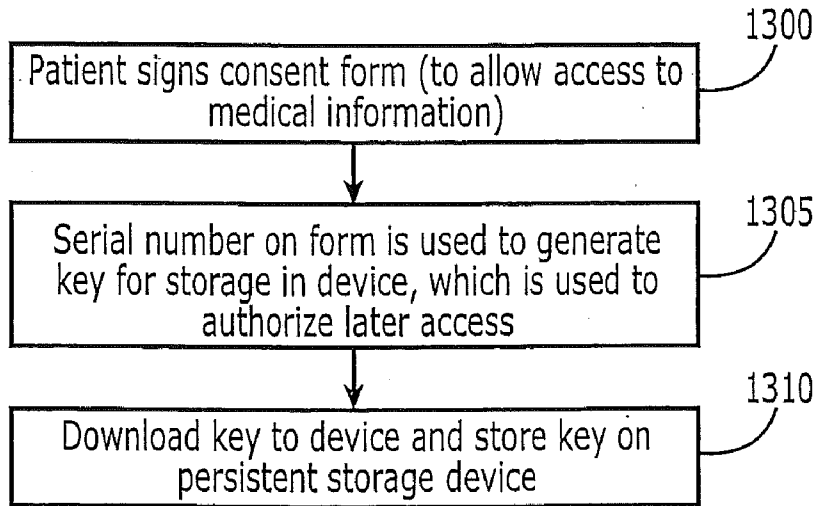 1300
Patient signs consent form (to allow access to
medical information)
1305
Serial number on form is used to generate
key for storage in device, which is used to
authorize later access
1310
Download key to device and store key on
persistent storage device